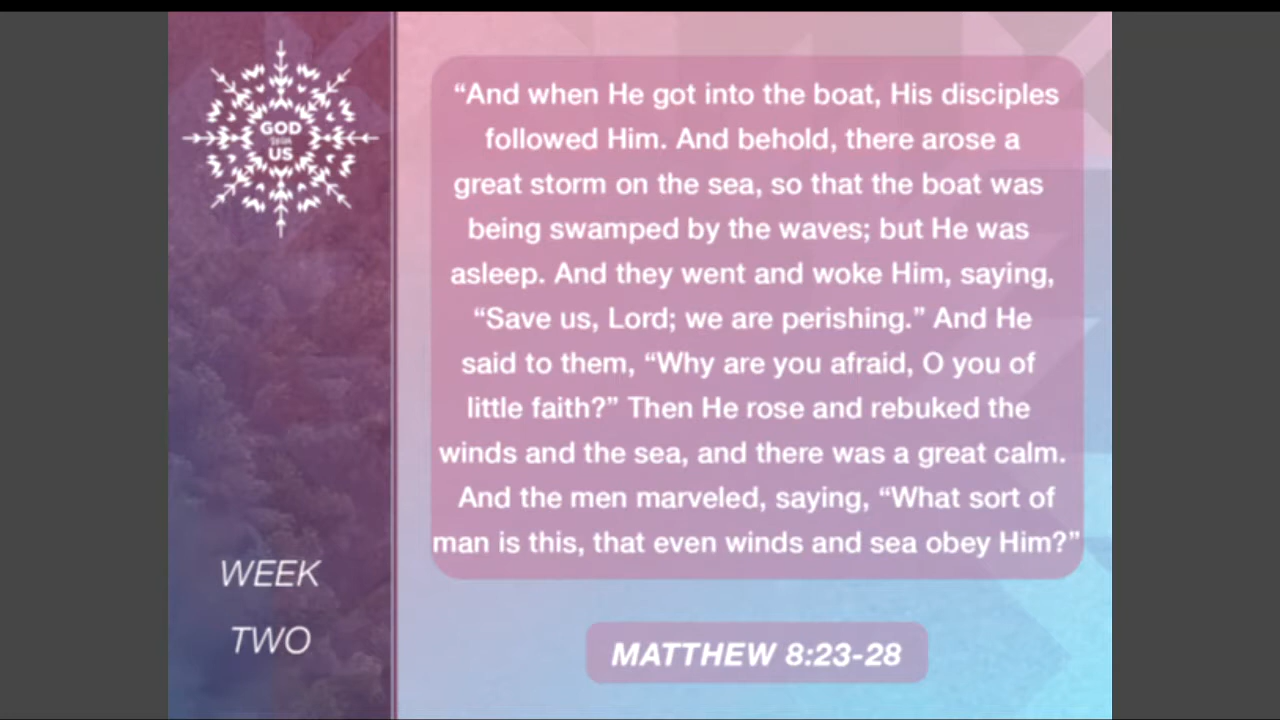 GOD
with
US
“And when He got into the boat, His disciples
followed Him. And behold, there arose a
great storm on the sea, so that the boat was
being swamped by the waves; but He was
asleep. And they went and woke Him, saying,
“Save us, Lord; we are perishing.” And He
said to them, “Why are you afraid, O you of
little faith?” Then He rose and rebuked the
winds and the sea, and there was a great calm.
And the men marveled, saying, “What sort of
man is this, that even winds and sea obey Him?”
WEEK
TWO
MATTHEW 8:23-28